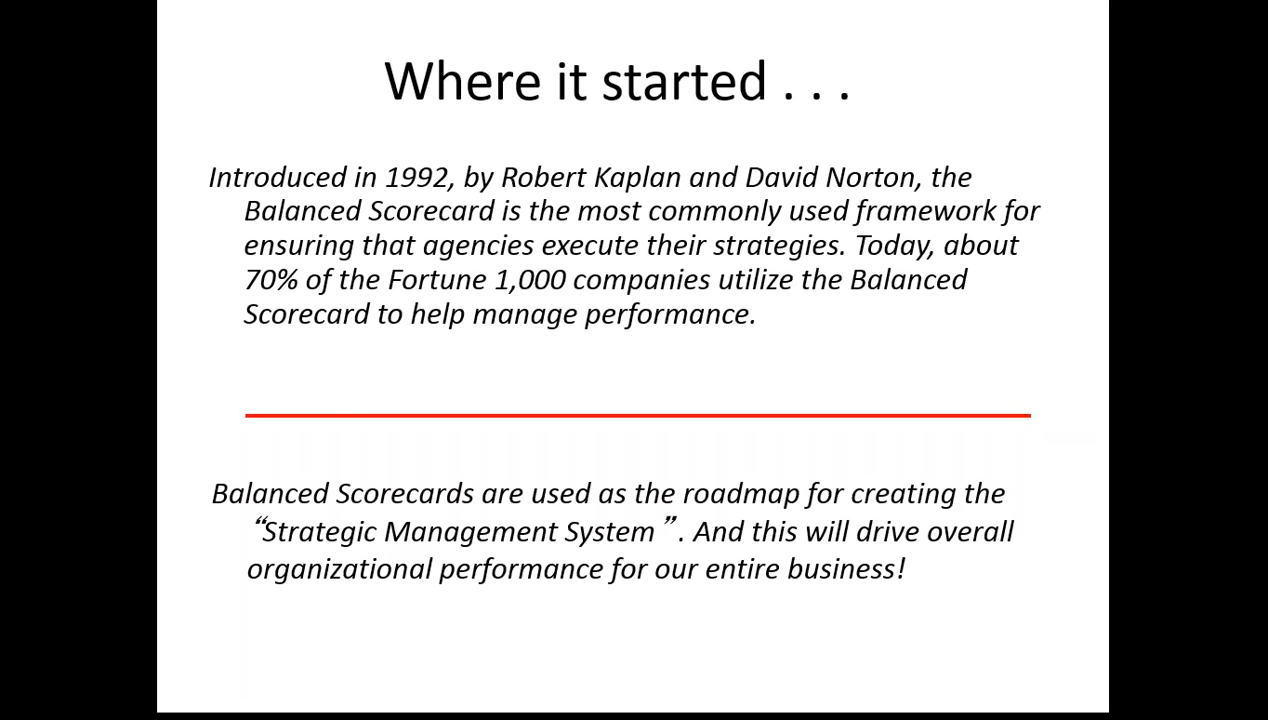 Where it started . . .
Introduced in 1992, by Robert Kaplan and David Norton, the
Balanced Scorecard is the most commonly used framework for
ensuring that agencies execute their strategies. Today, about
70% of the Fortune 1,000 companies utilize the Balanced
Scorecard to help manage performance.
Balanced Scorecards are used as the roadmap for creating the
“Strategic Management System ”. And this will drive overall
organizational performance for our entire business!